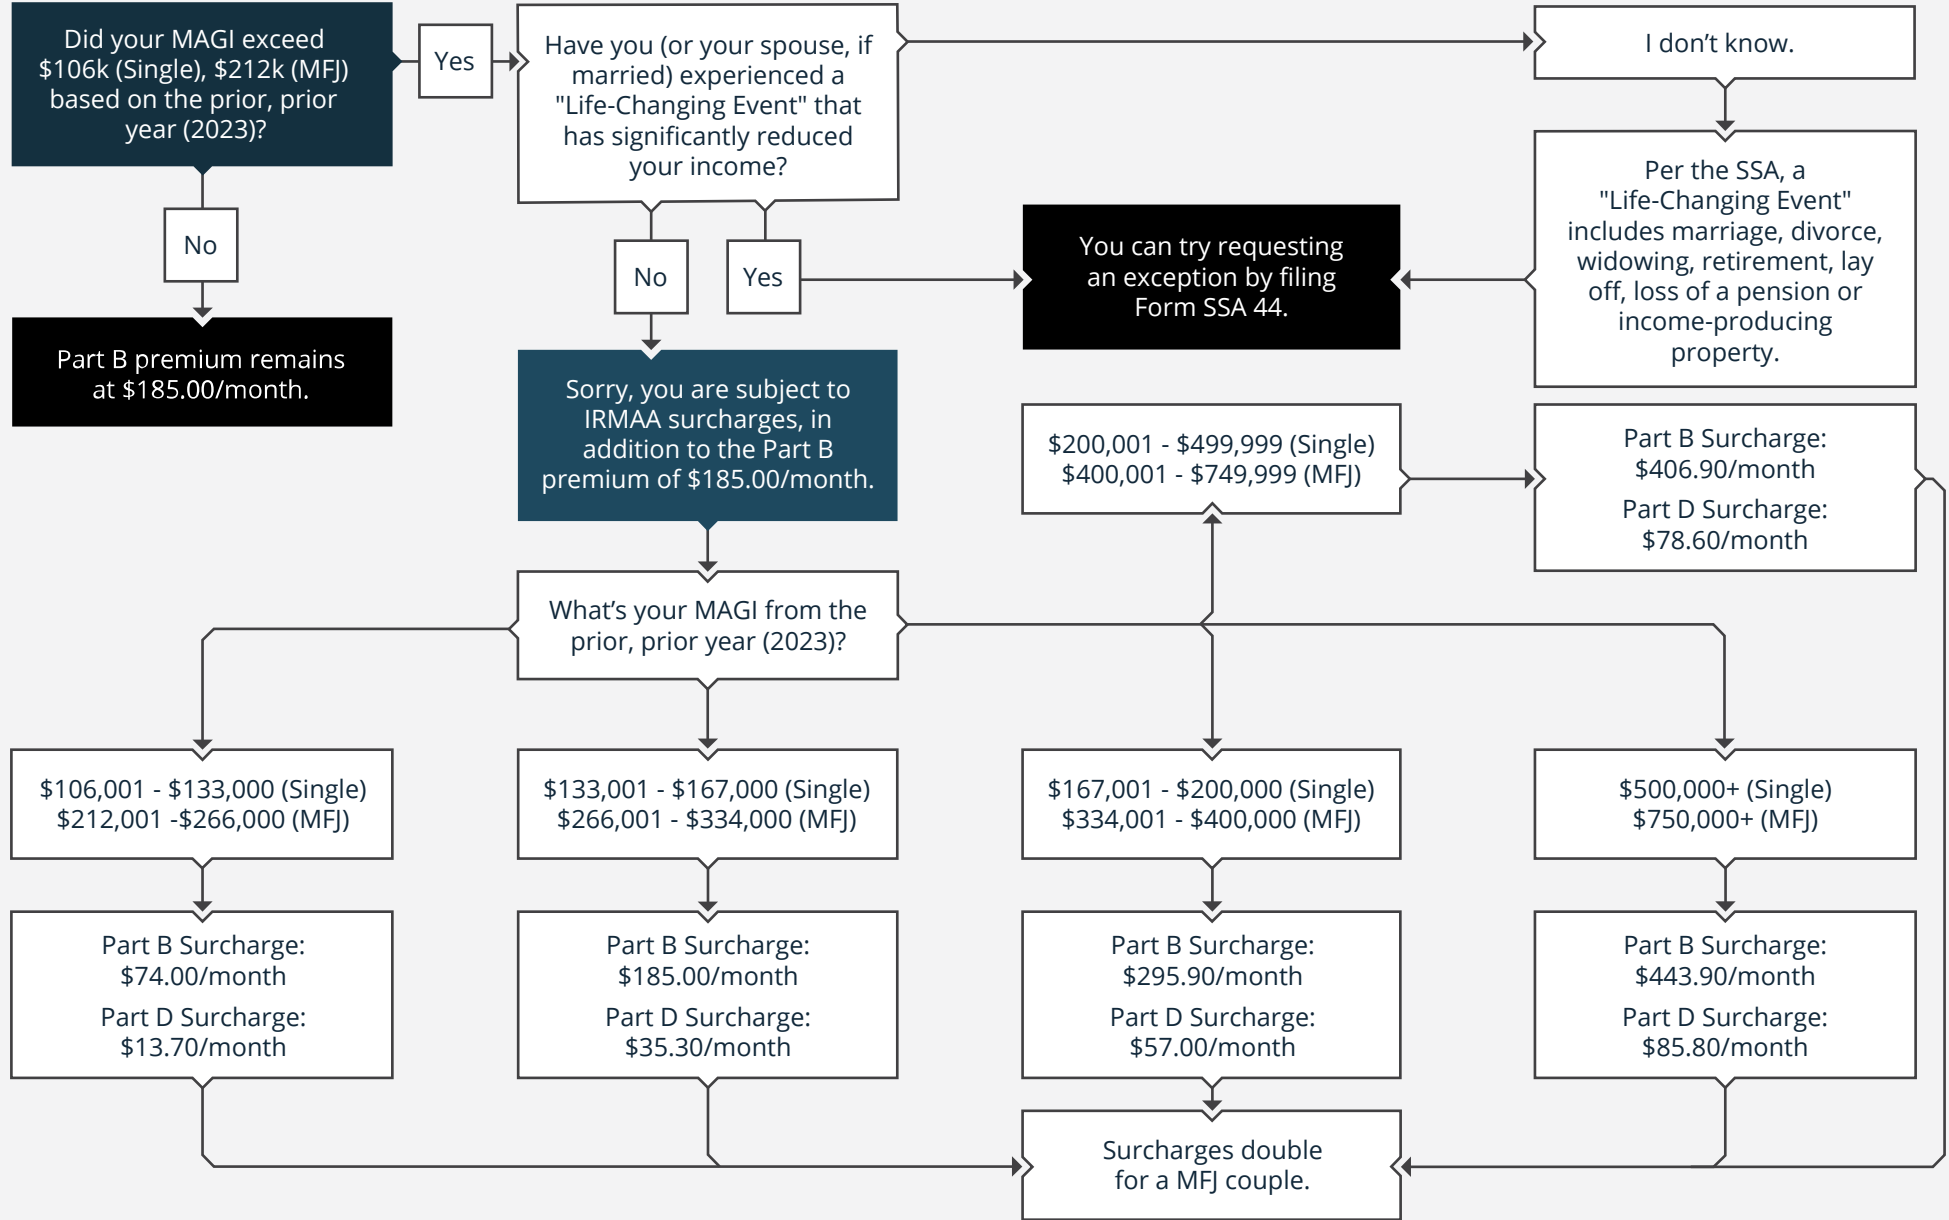 Did your MAGI exceed
$106k (Single), $212k (MFJ)
based on the prior, prior
year (2023)?
Yes
Have you (or your spouse, if
married) experienced a
"Life-Changing Event" that
has significantly reduced
your income?
I don’t know.
No
Part B premium remains
at $185.00/month.
No
Yes
You can try requesting
an exception by filing
Form SSA 44.
Per the SSA, a
"Life-Changing Event"
includes marriage, divorce,
widowing, retirement, lay
off, loss of a pension or
income-producing
property.
Sorry, you are subject to
IRMAA surcharges, in
addition to the Part B
premium of $185.00/month.
$200,001 - $499,999 (Single)
$400,001 - $749,999 (MFJ)
Part B Surcharge:
$406.90/month
Part D Surcharge:
$78.60/month
What’s your MAGI from the
prior, prior year (2023)?
$106,001 - $133,000 (Single)
$212,001 -$266,000 (MFJ)
$133,001 - $167,000 (Single)
$266,001 - $334,000 (MFJ)
$167,001 - $200,000 (Single)
$334,001 - $400,000 (MFJ)
$500,000+ (Single)
$750,000+ (MFJ)
Part B Surcharge:
$74.00/month
Part D Surcharge:
$13.70/month
Part B Surcharge:
$185.00/month
Part D Surcharge:
$35.30/month
Part B Surcharge:
$295.90/month
Part D Surcharge:
$57.00/month
Part B Surcharge:
$443.90/month
Part D Surcharge:
$85.80/month
Surcharges double
for a MFJ couple.